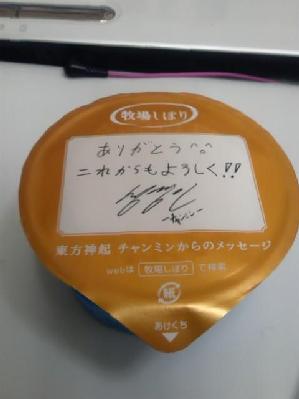 牧場しぼり
ありがとう^o^
これからもよろしく!!
~チャンミン~
東方神起 チャンミンからのメッセージ
webは 牧場しぼり で検索
紙
あけくち